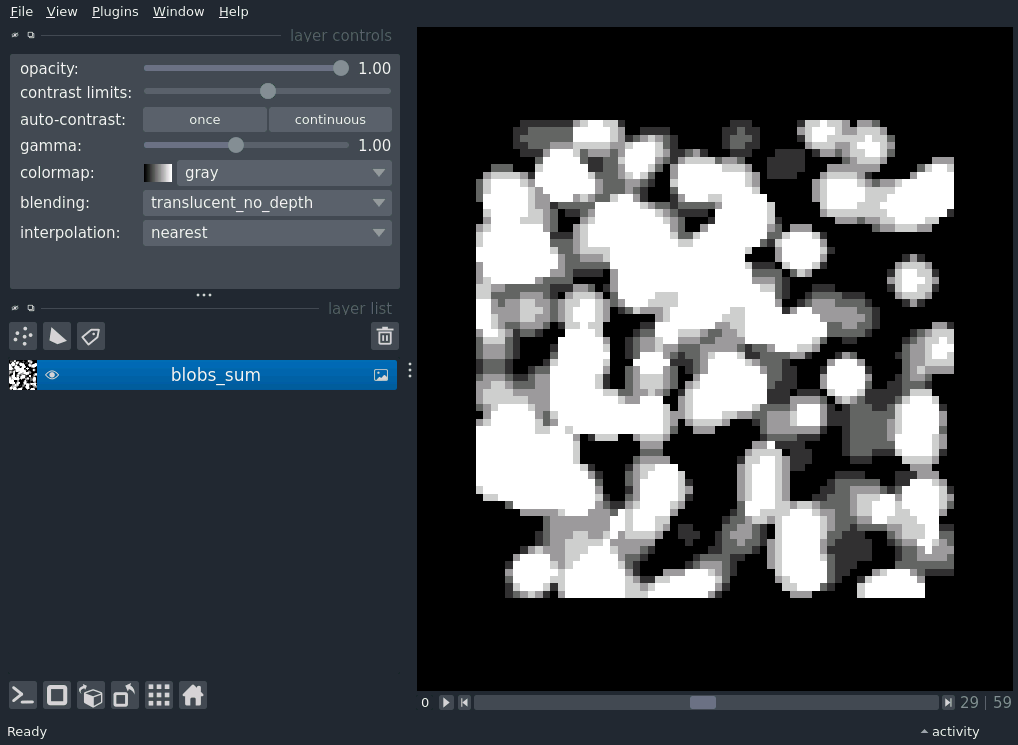 File View Plugins Window Help
layer controls
opacity: 1.00
contrast limits:
auto-contrast: once continuous
gamma: 1.00
colormap: gray
blending: translucent_no_depth
interpolation: nearest
layer list
blobs_sum
0 29 | 59
Ready activity